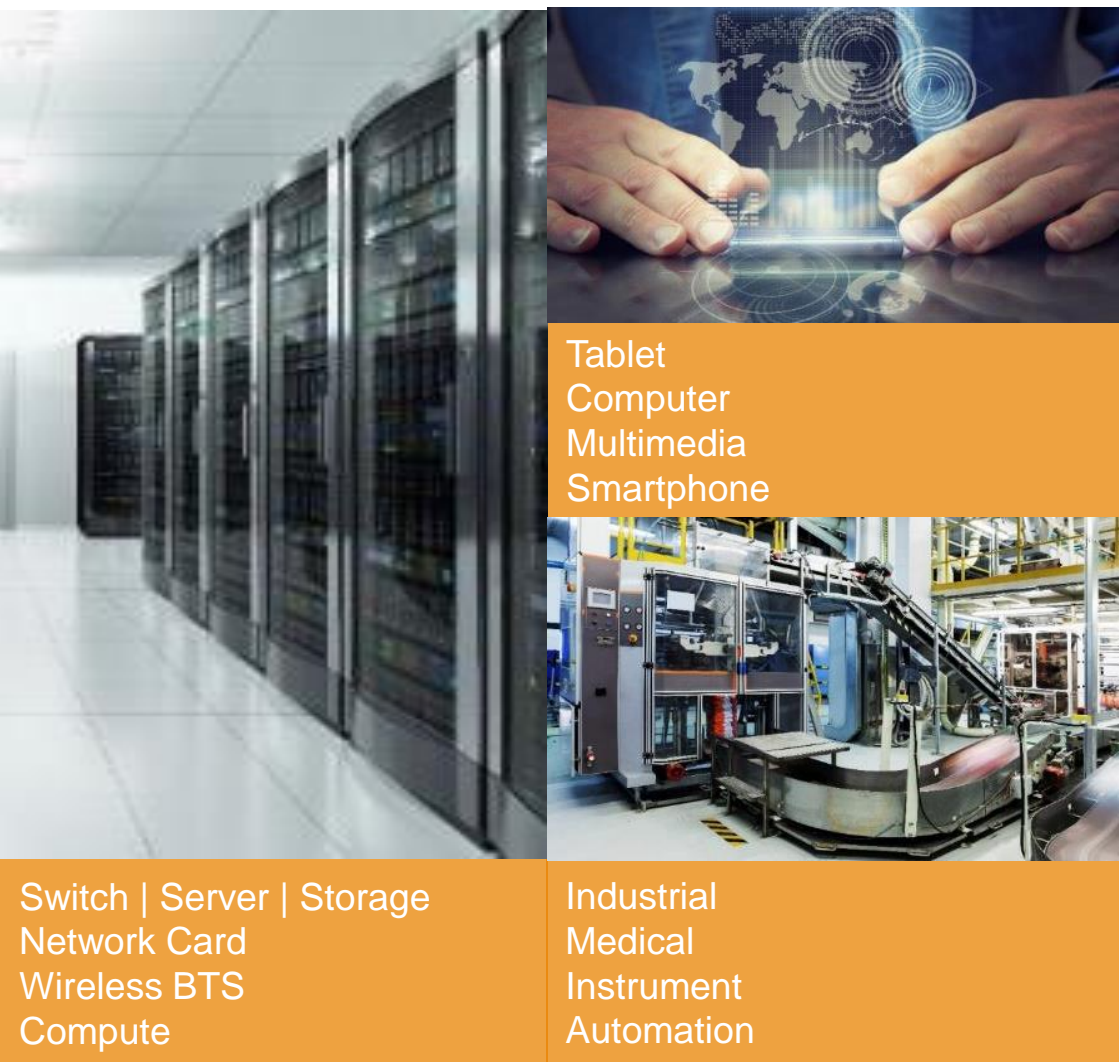 Tablet
Computer
Multimedia
Smartphone
Switch | Server | Storage
Network Card
Wireless BTS
Compute
Industrial
Medical
Instrument
Automation